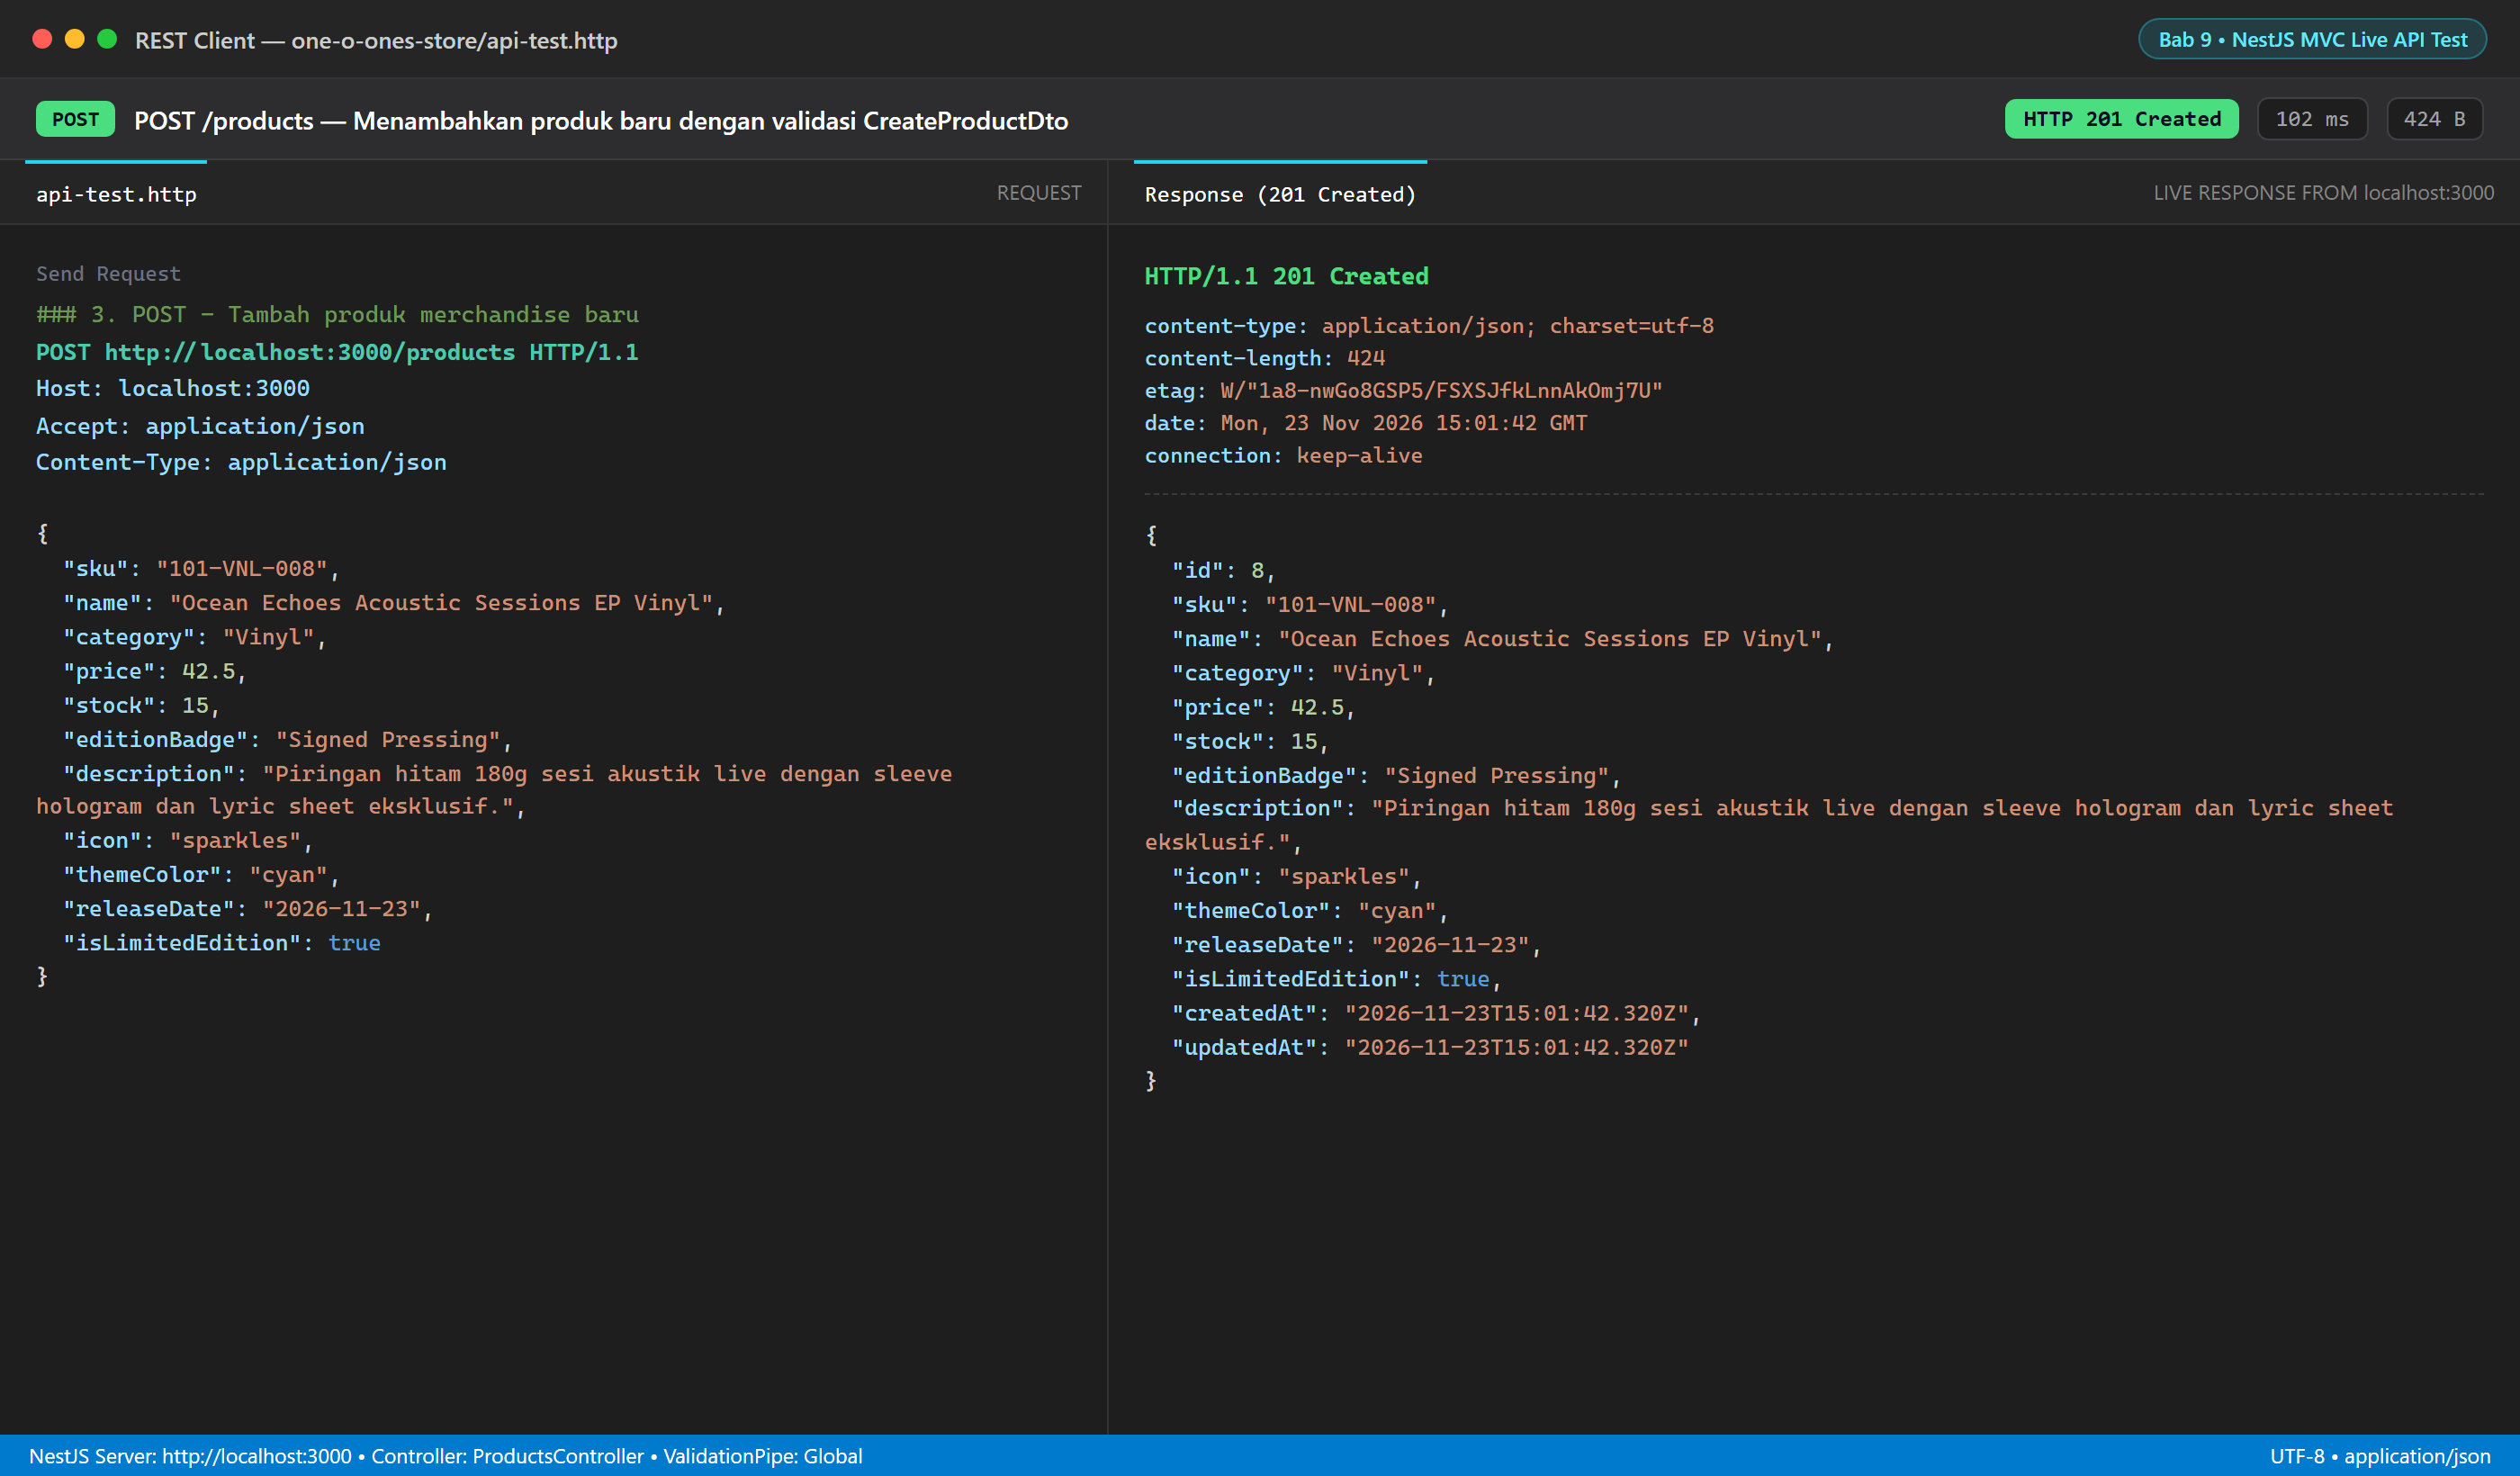 REST Client — one-o-ones-store/api-test.http
Bab 9 • NestJS MVC Live API Test
POST
POST /products — Menambahkan produk baru dengan validasi CreateProductDto
HTTP 201 Created
102 ms
424 B
api-test.http
REQUEST
Send Request
### 3. POST - Tambah produk merchandise baru
POST http://localhost:3000/products HTTP/1.1
Host: localhost:3000
Accept: application/json
Content-Type: application/json
{
"sku": "101-VNL-008",
"name": "Ocean Echoes Acoustic Sessions EP Vinyl",
"category": "Vinyl",
"price": 42.5,
"stock": 15,
"editionBadge": "Signed Pressing",
"description": "Piringan hitam 180g sesi akustik live dengan sleeve
hologram dan lyric sheet eksklusif.",
"icon": "sparkles",
"themeColor": "cyan",
"releaseDate": "2026-11-23",
"isLimitedEdition": true
}
Response (201 Created)
LIVE RESPONSE FROM localhost:3000
HTTP/1.1 201 Created
content-type: application/json; charset=utf-8
content-length: 424
etag: W/"1a8-nwGo8GSP5/FSXSJfkLnnAkOmj7U"
date: Mon, 23 Nov 2026 15:01:42 GMT
connection: keep-alive
{
"id": 8,
"sku": "101-VNL-008",
"name": "Ocean Echoes Acoustic Sessions EP Vinyl",
"category": "Vinyl",
"price": 42.5,
"stock": 15,
"editionBadge": "Signed Pressing",
"description": "Piringan hitam 180g sesi akustik live dengan sleeve hologram dan lyric sheet
eksklusif.",
"icon": "sparkles",
"themeColor": "cyan",
"releaseDate": "2026-11-23",
"isLimitedEdition": true,
"createdAt": "2026-11-23T15:01:42.320Z",
"updatedAt": "2026-11-23T15:01:42.320Z"
}
NestJS Server: http://localhost:3000 • Controller: ProductsController • ValidationPipe: Global
UTF-8 • application/json